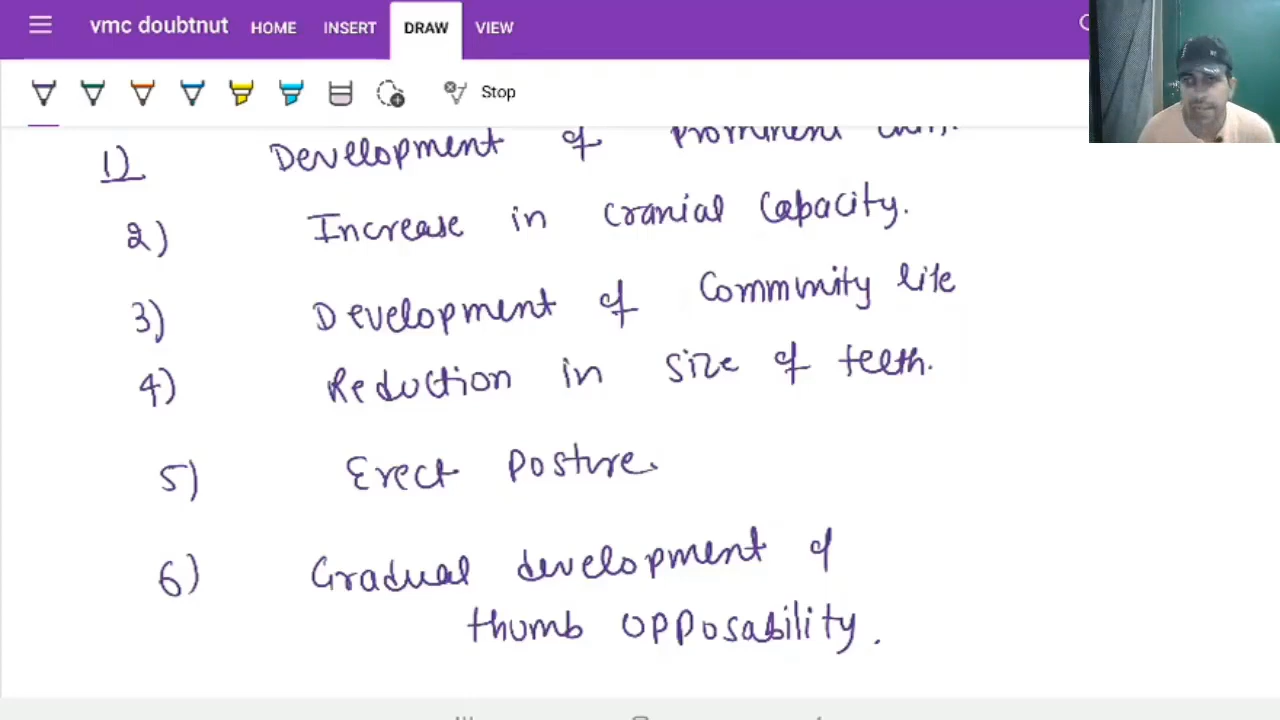 vmc doubtnut HOME INSERT DRAW VIEW
Stop
1) Development of Prominent
2) Increase in cranial capacity.
3) Development of Community life
4) Reduction in size of teeth.
5) Erect Posture.
6) Gradual development of
thumb opposability.